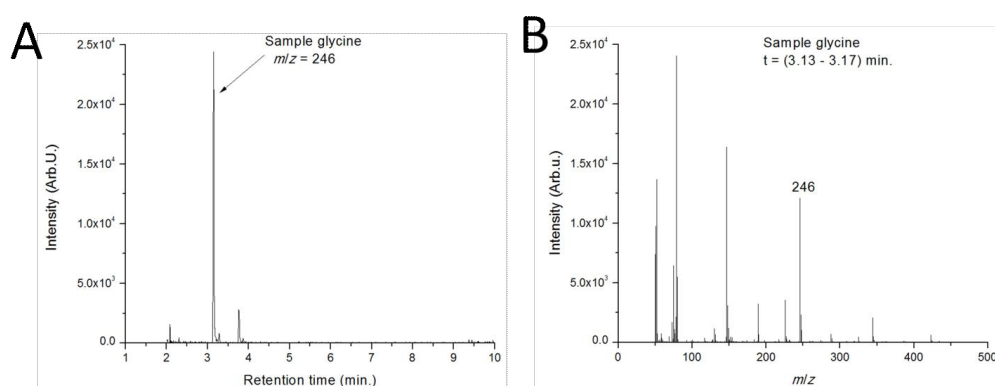 A
Sample glycine
m/z = 246
2.5x10⁴
2.0x10⁴
1.5x10⁴
1.0x10⁴
5.0x10³
0.0
Intensity (Arb.U.)
1 2 3 4 5 6 7 8 9 10
Retention time (min.)
B
Sample glycine
t = (3.13 - 3.17) min.
246
2.5x10⁴
2.0x10⁴
1.5x10⁴
1.0x10⁴
5.0x10³
0.0
Intensity (Arb.u.)
0 100 200 300 400 500
m/z